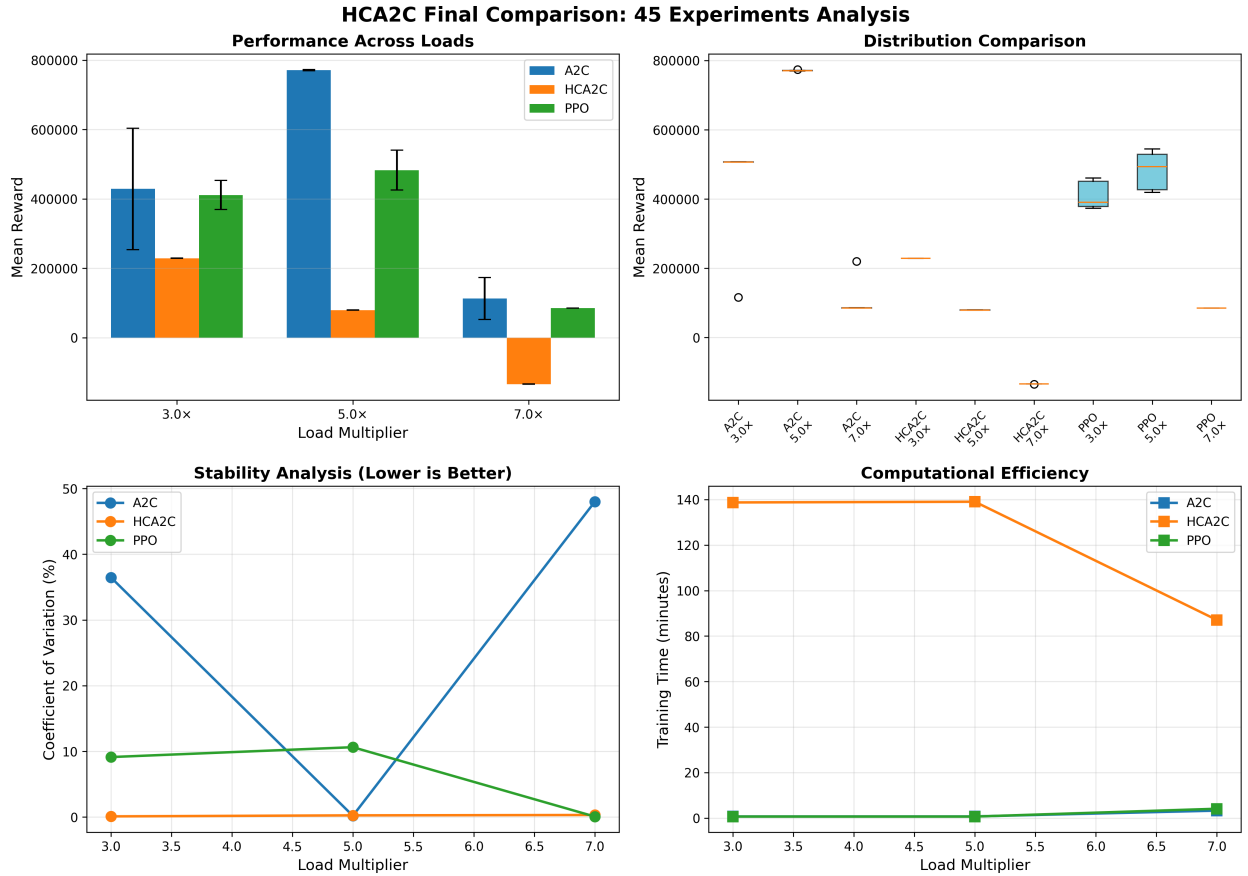 HCA2C Final Comparison: 45 Experiments Analysis
Performance Across Loads
800000
600000
400000
200000
0
Mean Reward
A2C
HCA2C
PPO
3.0×
5.0×
7.0×
Load Multiplier
Distribution Comparison
800000
600000
400000
200000
0
Mean Reward
A2C
3.0×
A2C
5.0×
A2C
7.0×
HCA2C
3.0×
HCA2C
5.0×
HCA2C
7.0×
PPO
3.0×
PPO
5.0×
PPO
7.0×
Stability Analysis (Lower is Better)
50
40
30
20
10
0
Coefficient of Variation (%)
A2C
HCA2C
PPO
3.0
3.5
4.0
4.5
5.0
5.5
6.0
6.5
7.0
Load Multiplier
Computational Efficiency
140
120
100
80
60
40
20
0
Training Time (minutes)
A2C
HCA2C
PPO
3.0
3.5
4.0
4.5
5.0
5.5
6.0
6.5
7.0
Load Multiplier